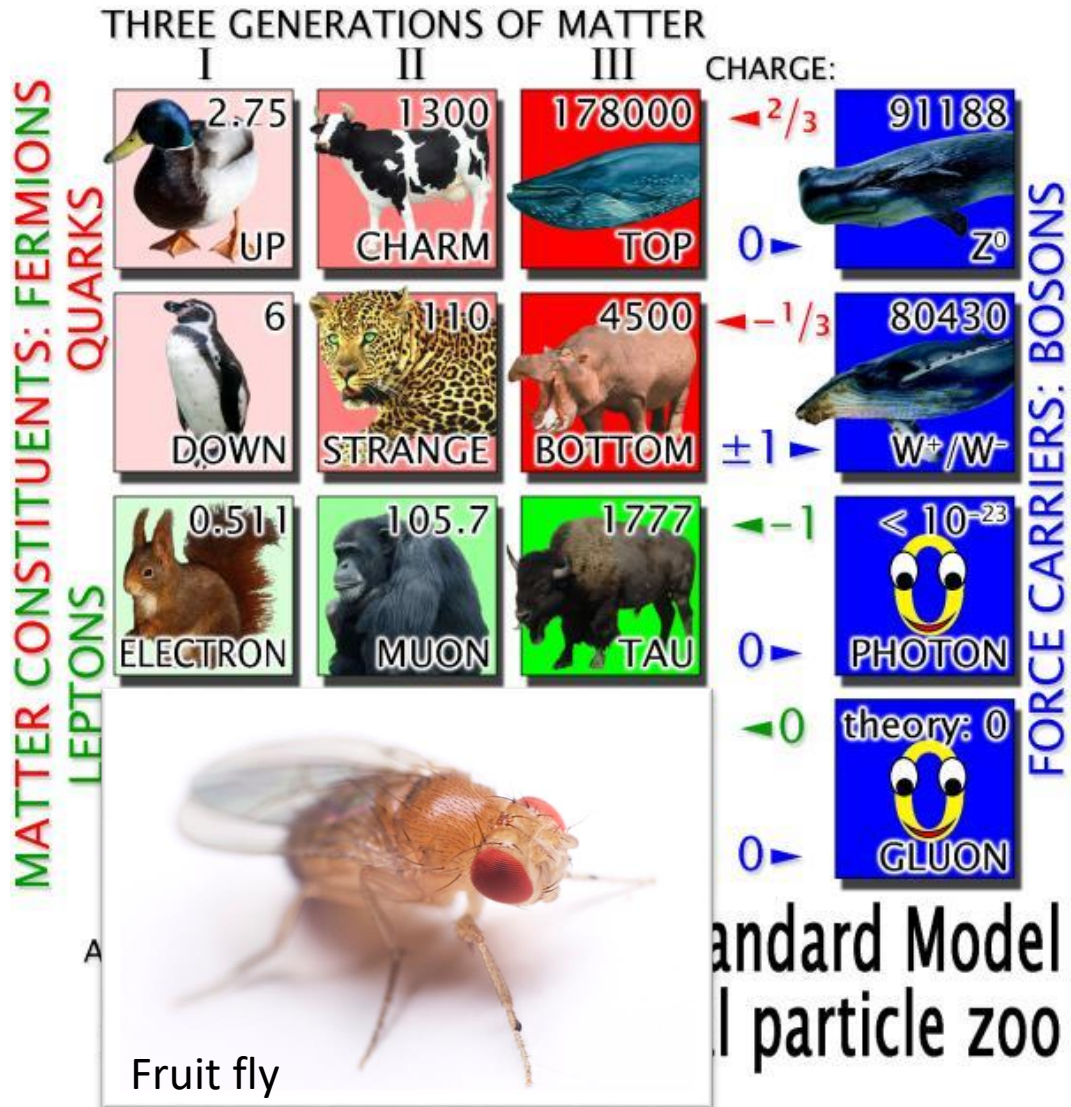 THREE GENERATIONS OF MATTER
I II III CHARGE:
MATTER CONSTITUENTS: FERMIONS
QUARKS
LEPTONS
2.75 1300 178000 ◄2/3 91188
UP CHARM TOP 0► Z⁰
6 110 4500 ◄-1/3 80430
DOWN STRANGE BOTTOM ±1► W⁺/W⁻
0.511 105.7 1777 ◄-1 < 10⁻²³
ELECTRON MUON TAU 0► PHOTON
◄0 theory: 0
0► GLUON
FORCE CARRIERS: BOSONS
A
andard Model
l particle zoo
Fruit fly